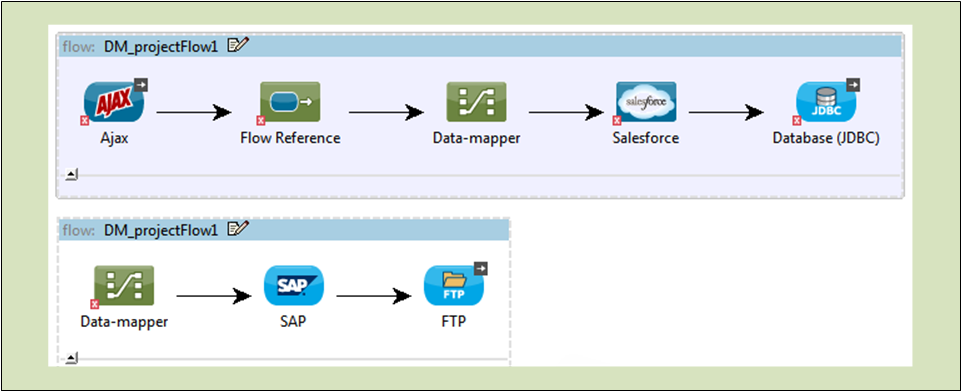 flow: DM_projectFlow1
AJAX salesforce JDBC
Ajax Flow Reference Data-mapper Salesforce Database (JDBC)
flow: DM_projectFlow1
SAP FTP
Data-mapper SAP FTP